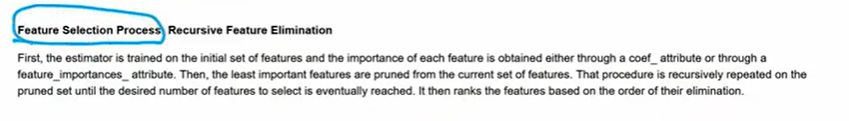 Feature Selection Process Recursive Feature Elimination
First, the estimator is trained on the initial set of features and the importance of each feature is obtained either through a coef_ attribute or through a
feature_importances_ attribute. Then, the least important features are pruned from the current set of features. That procedure is recursively repeated on the
pruned set until the desired number of features to select is eventually reached. It then ranks the features based on the order of their elimination.